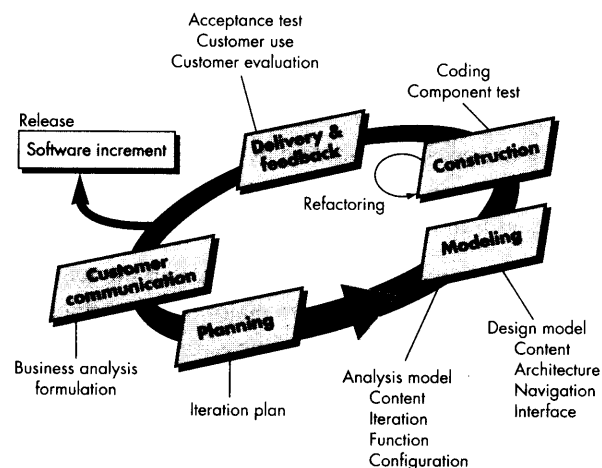 Acceptance test
Customer use
Customer evaluation
Coding
Component test
Release
Software increment
Delivery &
feedback
Construction
Refactoring
Modeling
Customer
communication
Planning
Business analysis
formulation
Iteration plan
Analysis model
Content
Iteration
Function
Configuration
Design model
Content
Architecture
Navigation
Interface